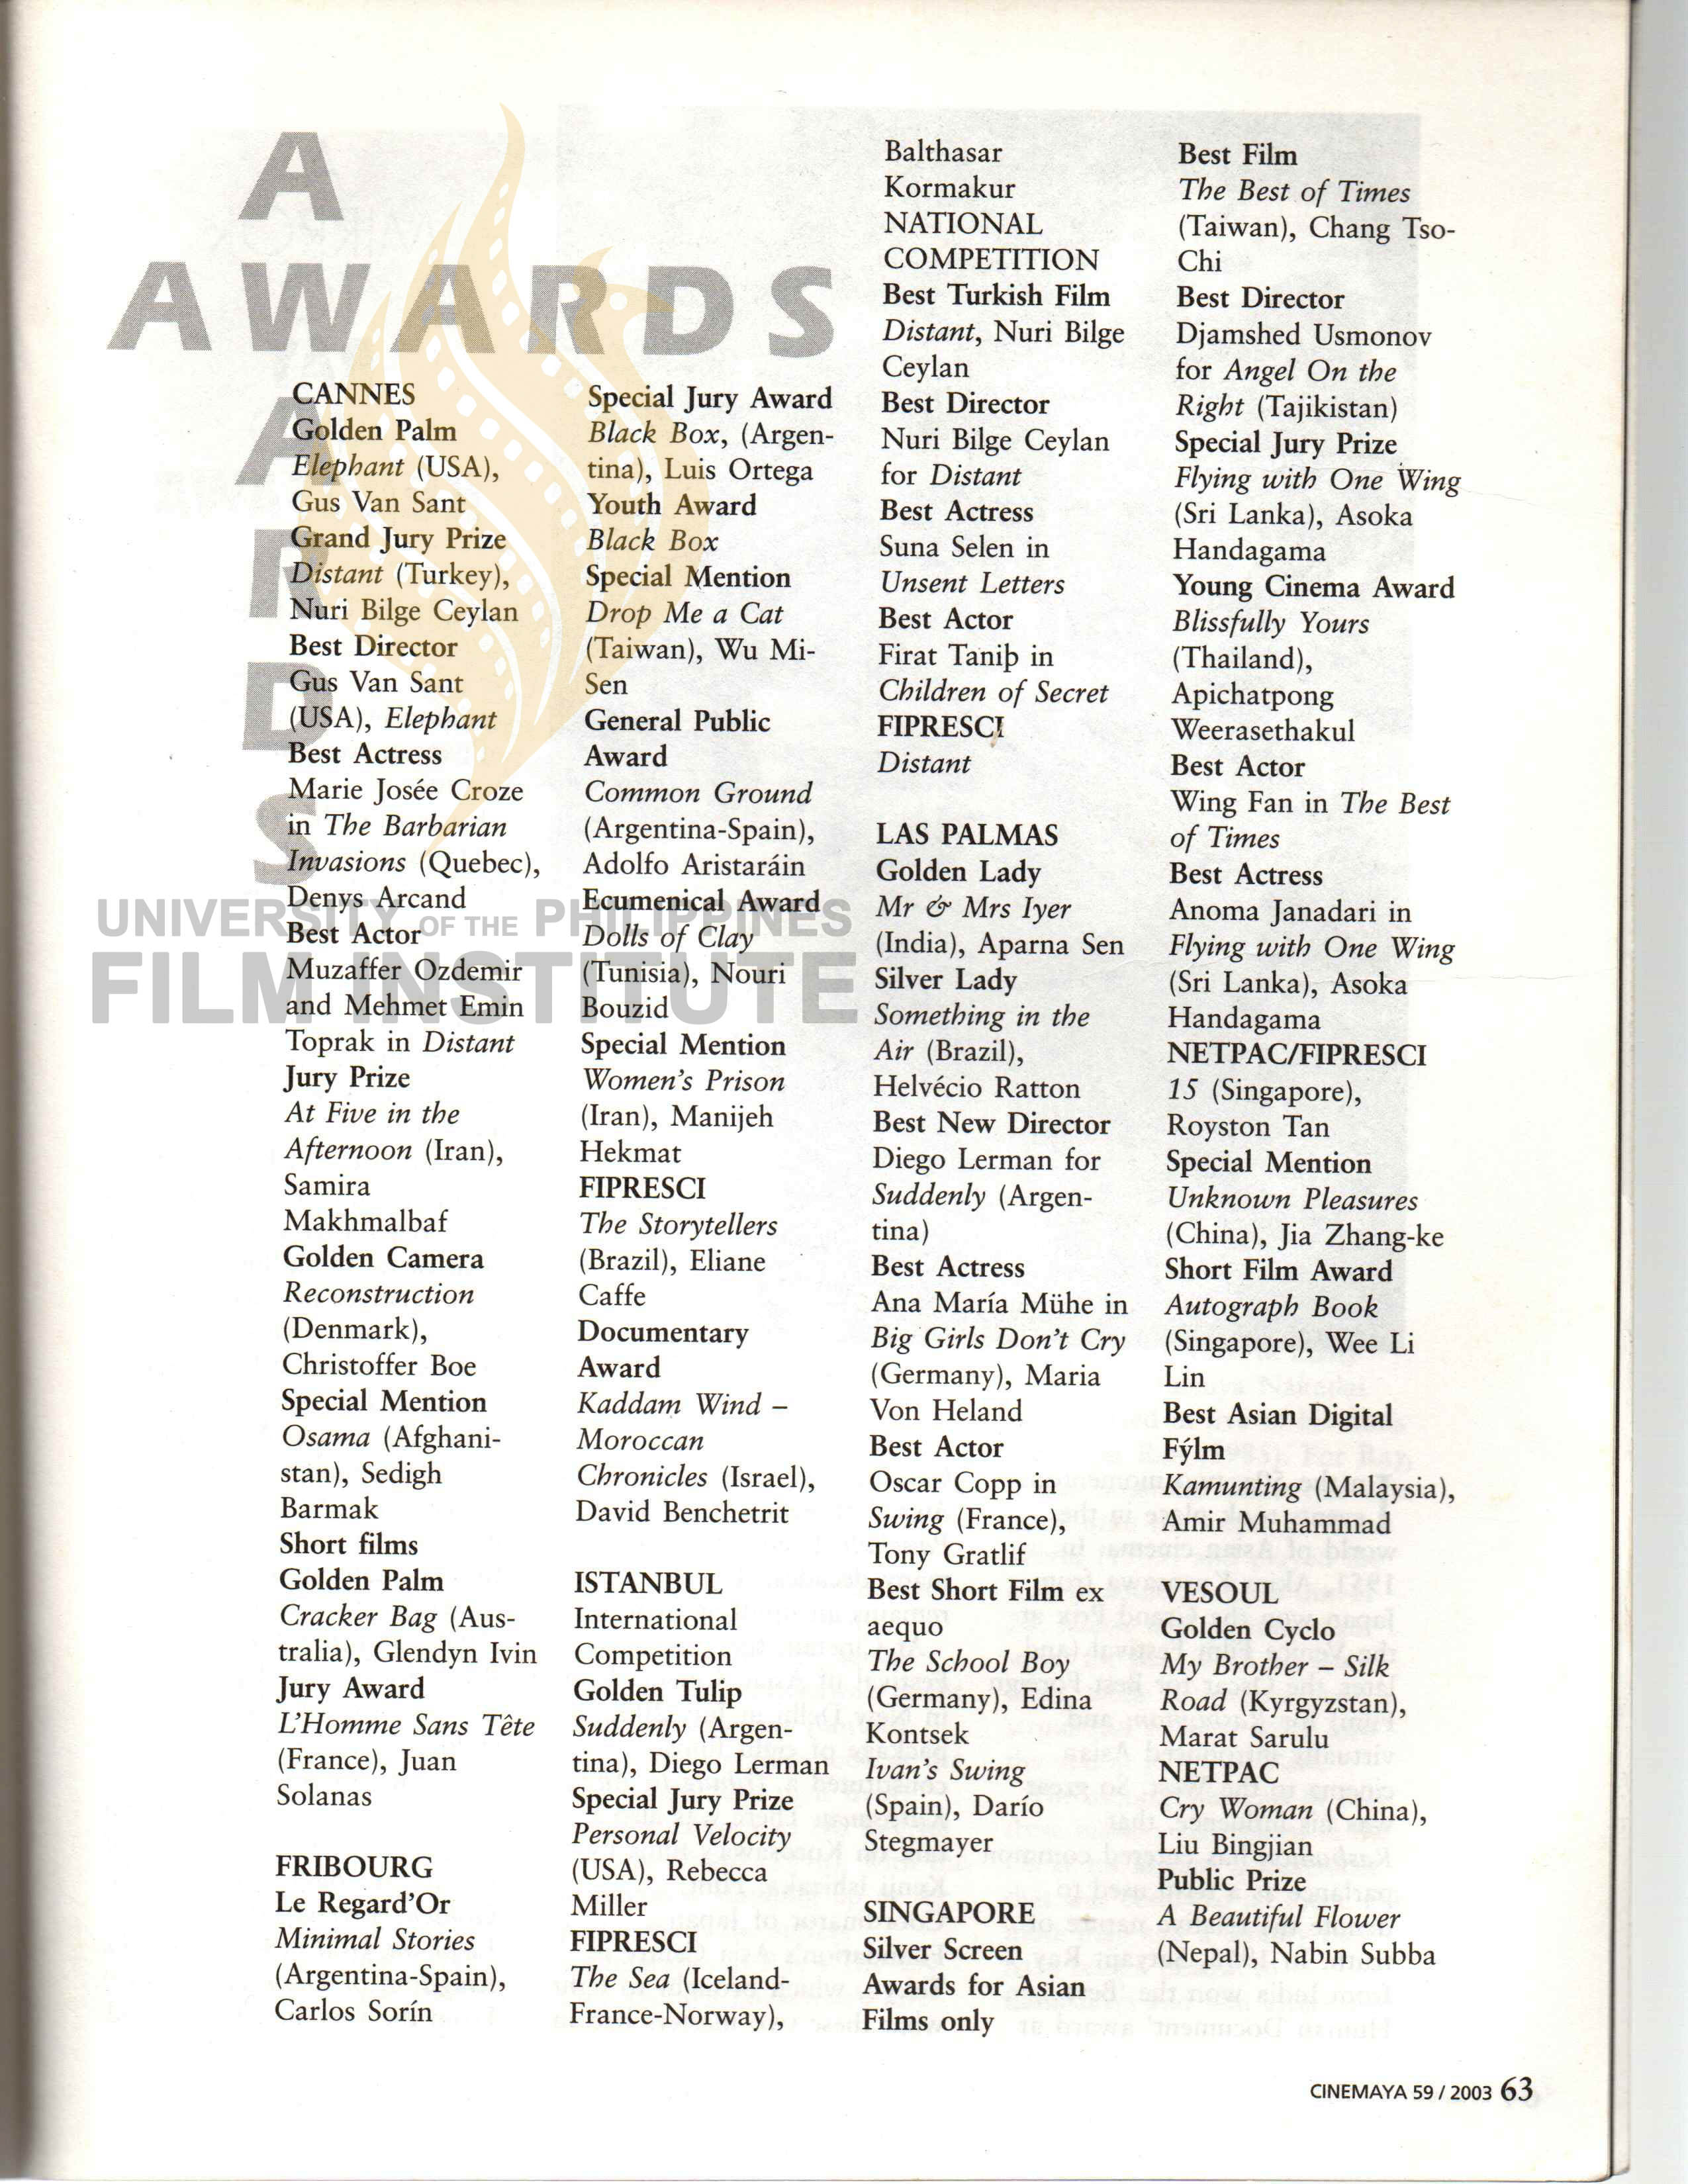 A
AWARDS
A
R
D
S
CANNES
Golden Palm
Elephant (USA),
Gus Van Sant
Grand Jury Prize
Distant (Turkey),
Nuri Bilge Ceylan
Best Director
Gus Van Sant
(USA), Elephant
Best Actress
Marie Josée Croze
in The Barbarian
Invasions (Quebec),
Denys Arcand
Best Actor
Muzaffer Ozdemir
and Mehmet Emin
Toprak in Distant
Jury Prize
At Five in the
Afternoon (Iran),
Samira
Makhmalbaf
Golden Camera
Reconstruction
(Denmark),
Christoffer Boe
Special Mention
Osama (Afghani-
stan), Sedigh
Barmak
Short films
Golden Palm
Cracker Bag (Aus-
tralia), Glendyn Ivin
Jury Award
L'Homme Sans Tête
(France), Juan
Solanas
FRIBOURG
Le Regard'Or
Minimal Stories
(Argentina-Spain),
Carlos Sorín
Special Jury Award
Black Box, (Argen-
tina), Luis Ortega
Youth Award
Black Box
Special Mention
Drop Me a Cat
(Taiwan), Wu Mi-
Sen
General Public
Award
Common Ground
(Argentina-Spain),
Adolfo Aristaráin
Ecumenical Award
Dolls of Clay
(Tunisia), Nouri
Bouzid
Special Mention
Women's Prison
(Iran), Manijeh
Hekmat
FIPRESCI
The Storytellers
(Brazil), Eliane
Caffe
Documentary
Award
Kaddam Wind –
Moroccan
Chronicles (Israel),
David Benchetrit
ISTANBUL
International
Competition
Golden Tulip
Suddenly (Argen-
tina), Diego Lerman
Special Jury Prize
Personal Velocity
(USA), Rebecca
Miller
FIPRESCI
The Sea (Iceland-
France-Norway),
Balthasar
Kormakur
NATIONAL
COMPETITION
Best Turkish Film
Distant, Nuri Bilge
Ceylan
Best Director
Nuri Bilge Ceylan
for Distant
Best Actress
Suna Selen in
Unsent Letters
Best Actor
Firat Taniþ in
Children of Secret
FIPRESCI
Distant
LAS PALMAS
Golden Lady
Mr & Mrs Iyer
(India), Aparna Sen
Silver Lady
Something in the
Air (Brazil),
Helvécio Ratton
Best New Director
Diego Lerman for
Suddenly (Argen-
tina)
Best Actress
Ana María Mühe in
Big Girls Don't Cry
(Germany), Maria
Von Heland
Best Actor
Oscar Copp in
Swing (France),
Tony Gratlif
Best Short Film ex
aequo
The School Boy
(Germany), Edina
Kontsek
Ivan's Swing
(Spain), Darío
Stegmayer
SINGAPORE
Silver Screen
Awards for Asian
Films only
Best Film
The Best of Times
(Taiwan), Chang Tso-
Chi
Best Director
Djamshed Usmonov
for Angel On the
Right (Tajikistan)
Special Jury Prize
Flying with One Wing
(Sri Lanka), Asoka
Handagama
Young Cinema Award
Blissfully Yours
(Thailand),
Apichatpong
Weerasethakul
Best Actor
Wing Fan in The Best
of Times
Best Actress
Anoma Janadari in
Flying with One Wing
(Sri Lanka), Asoka
Handagama
NETPAC/FIPRESCI
15 (Singapore),
Royston Tan
Special Mention
Unknown Pleasures
(China), Jia Zhang-ke
Short Film Award
Autograph Book
(Singapore), Wee Li
Lin
Best Asian Digital
Fýlm
Kamunting (Malaysia),
Amir Muhammad
VESOUL
Golden Cyclo
My Brother – Silk
Road (Kyrgyzstan),
Marat Sarulu
NETPAC
Cry Woman (China),
Liu Bingjian
Public Prize
A Beautiful Flower
(Nepal), Nabin Subba
UNIVERSITY OF THE PHILIPPINES
FILM INSTITUTE
CINEMAYA 59 / 2003 63